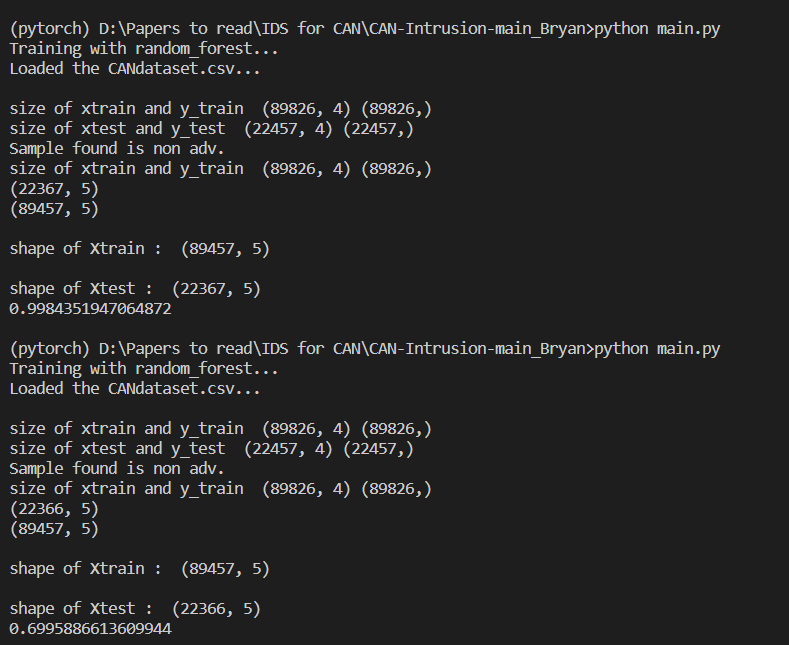 (pytorch) D:\Papers to read\IDS for CAN\CAN-Intrusion-main_Bryan>python main.py
Training with random_forest...
Loaded the CANdataset.csv...
size of xtrain and y_train  (89826, 4) (89826,)
size of xtest and y_test  (22457, 4) (22457,)
Sample found is non adv.
size of xtrain and y_train  (89826, 4) (89826,)
(22367, 5)
(89457, 5)
shape of Xtrain :  (89457, 5)
shape of Xtest :  (22367, 5)
0.9984351947064872
(pytorch) D:\Papers to read\IDS for CAN\CAN-Intrusion-main_Bryan>python main.py
Training with random_forest...
Loaded the CANdataset.csv...
size of xtrain and y_train  (89826, 4) (89826,)
size of xtest and y_test  (22457, 4) (22457,)
Sample found is non adv.
size of xtrain and y_train  (89826, 4) (89826,)
(22366, 5)
(89457, 5)
shape of Xtrain :  (89457, 5)
shape of Xtest :  (22366, 5)
0.6995886613609944